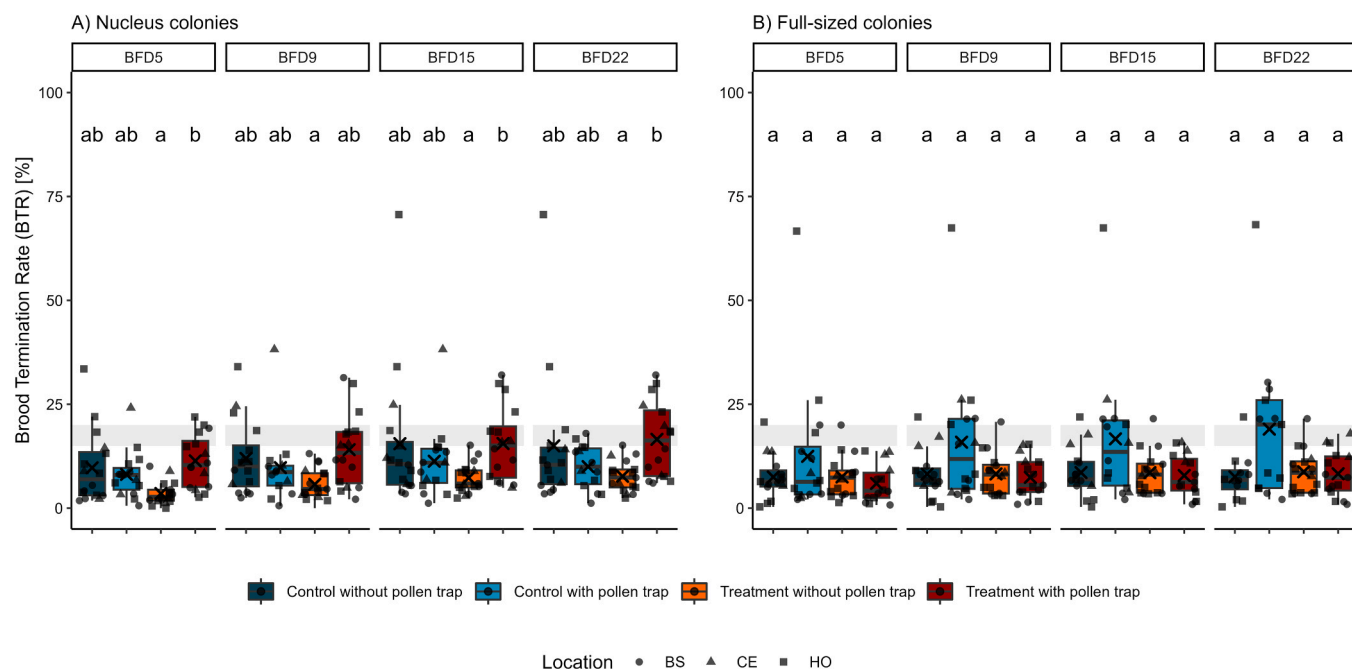 A) Nucleus colonies
BFD5 BFD9 BFD15 BFD22
Brood Termination Rate (BTR) [%]
100
75
50
25
0
ab ab a b ab ab a ab ab ab a b ab ab a b
B) Full-sized colonies
BFD5 BFD9 BFD15 BFD22
100
75
50
25
0
a a a a a a a a a a a a a a a a
Control without pollen trap Control with pollen trap Treatment without pollen trap Treatment with pollen trap
Location BS CE HO